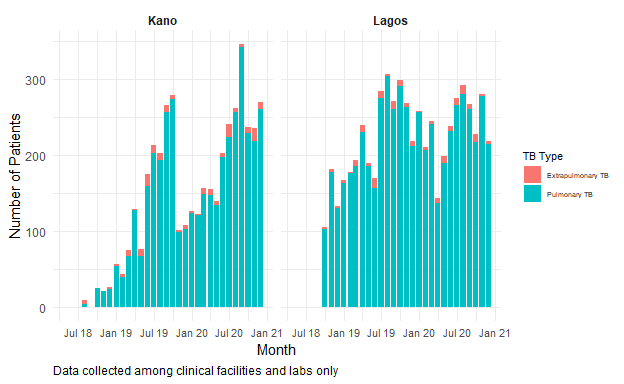 Kano
Lagos
Number of Patients
300
200
100
0
Jul 18 Jan 19 Jul 19 Jan 20 Jul 20 Jan 21
Jul 18 Jan 19 Jul 19 Jan 20 Jul 20 Jan 21
Month
TB Type
Extrapulmonary TB
Pulmonary TB
Data collected among clinical facilities and labs only